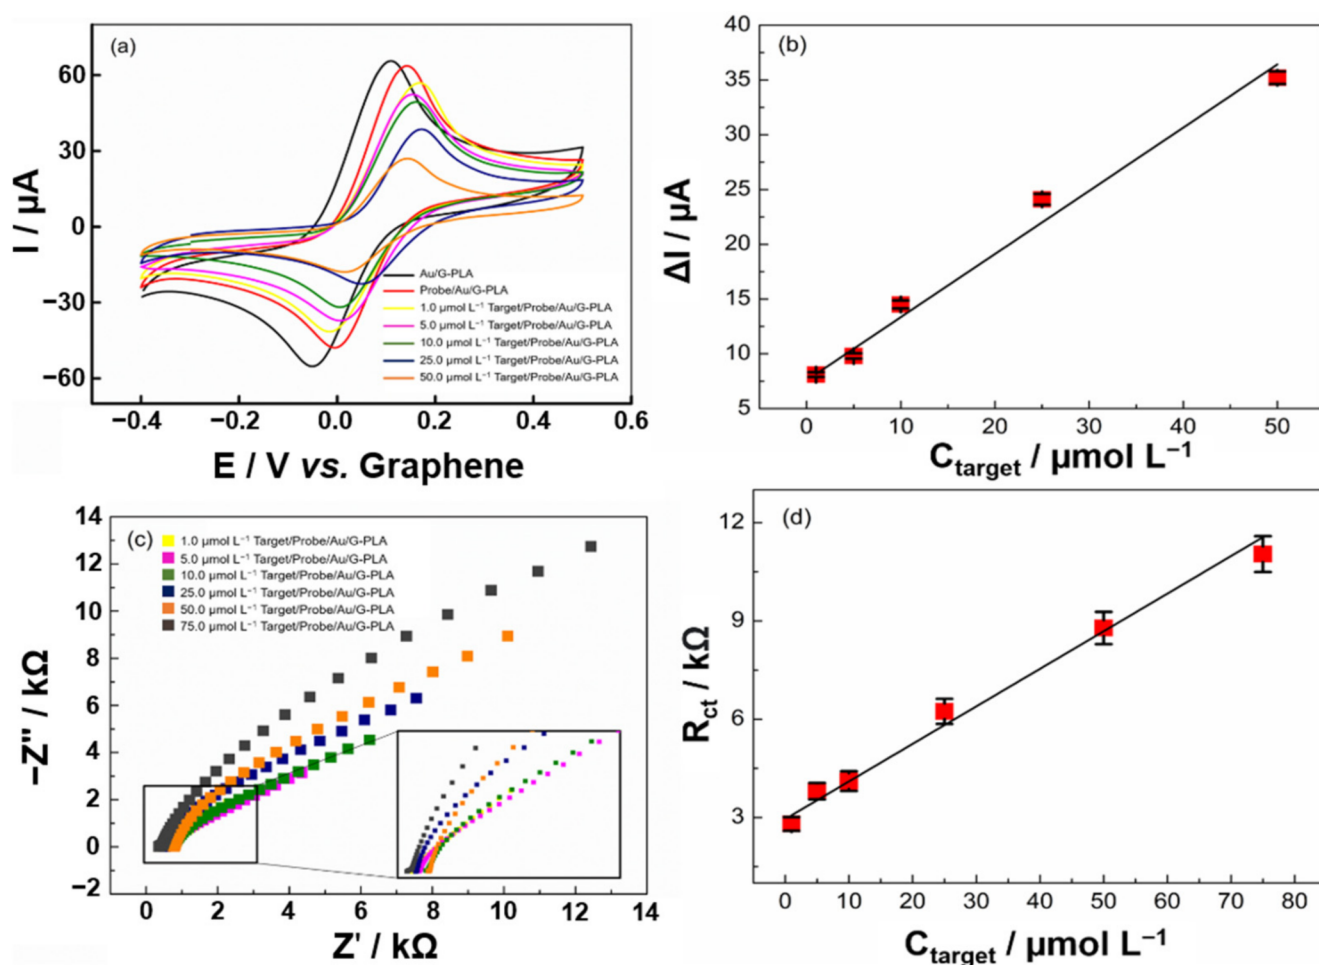 (a)
60
30
0
−30
−60
I / µA
Au/G-PLA
Probe/Au/G-PLA
1.0 µmol L⁻¹ Target/Probe/Au/G-PLA
5.0 µmol L⁻¹ Target/Probe/Au/G-PLA
10.0 µmol L⁻¹ Target/Probe/Au/G-PLA
25.0 µmol L⁻¹ Target/Probe/Au/G-PLA
50.0 µmol L⁻¹ Target/Probe/Au/G-PLA
−0.4 −0.2 0.0 0.2 0.4 0.6
E / V vs. Graphene
(b)
40
35
30
25
20
15
10
5
ΔI / µA
0 10 20 30 40 50
C_target / µmol L⁻¹
(c)
14
12
10
8
6
4
2
0
−2
−Z'' / kΩ
1.0 µmol L⁻¹ Target/Probe/Au/G-PLA
5.0 µmol L⁻¹ Target/Probe/Au/G-PLA
10.0 µmol L⁻¹ Target/Probe/Au/G-PLA
25.0 µmol L⁻¹ Target/Probe/Au/G-PLA
50.0 µmol L⁻¹ Target/Probe/Au/G-PLA
75.0 µmol L⁻¹ Target/Probe/Au/G-PLA
0 2 4 6 8 10 12 14
Z' / kΩ
(d)
12
9
6
3
R_ct / kΩ
0 10 20 30 40 50 60 70 80
C_target / µmol L⁻¹